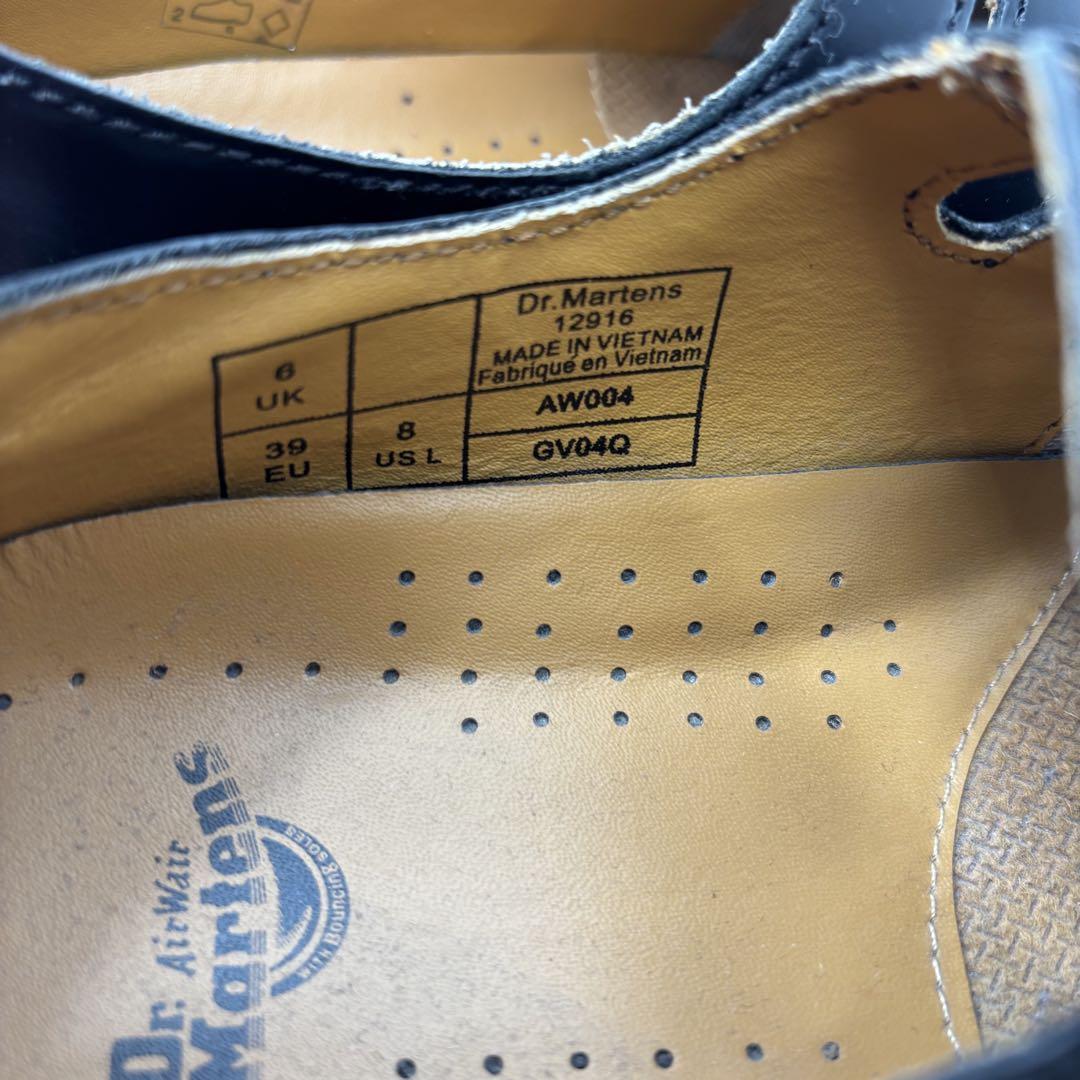 2
6
UK
39
EU
8
US L
Dr.Martens
12916
MADE IN VIETNAM
Fabriqué en Vietnam
AW004
GV04Q
Dr. AirWair
Martens
WITH Bouncing SOLES